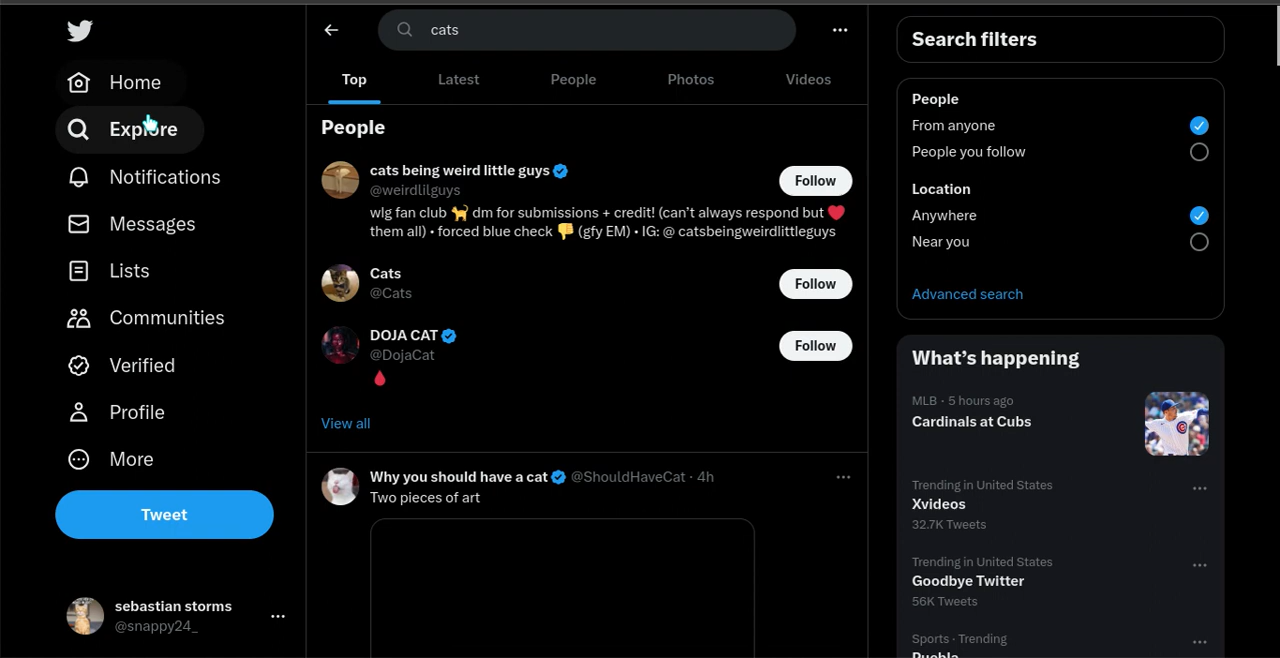 Home
Explore
Notifications
Messages
Lists
Communities
Verified
Profile
More
Tweet
sebastian storms
@snappy24_
cats
Top
Latest
People
Photos
Videos
People
cats being weird little guys
@weirdlilguys
Follow
wlg fan club 🐈 dm for submissions + credit! (can't always respond but ❤️
them all) • forced blue check 👎 (gfy EM) • IG: @ catsbeingweirdlittleguys
Cats
@Cats
Follow
DOJA CAT
@DojaCat
Follow
🩸
View all
Why you should have a cat @ShouldHaveCat · 4h
Two pieces of art
Search filters
People
From anyone
People you follow
Location
Anywhere
Near you
Advanced search
What's happening
MLB · 5 hours ago
Cardinals at Cubs
Trending in United States
Xvideos
32.7K Tweets
Trending in United States
Goodbye Twitter
56K Tweets
Sports · Trending
Puebla